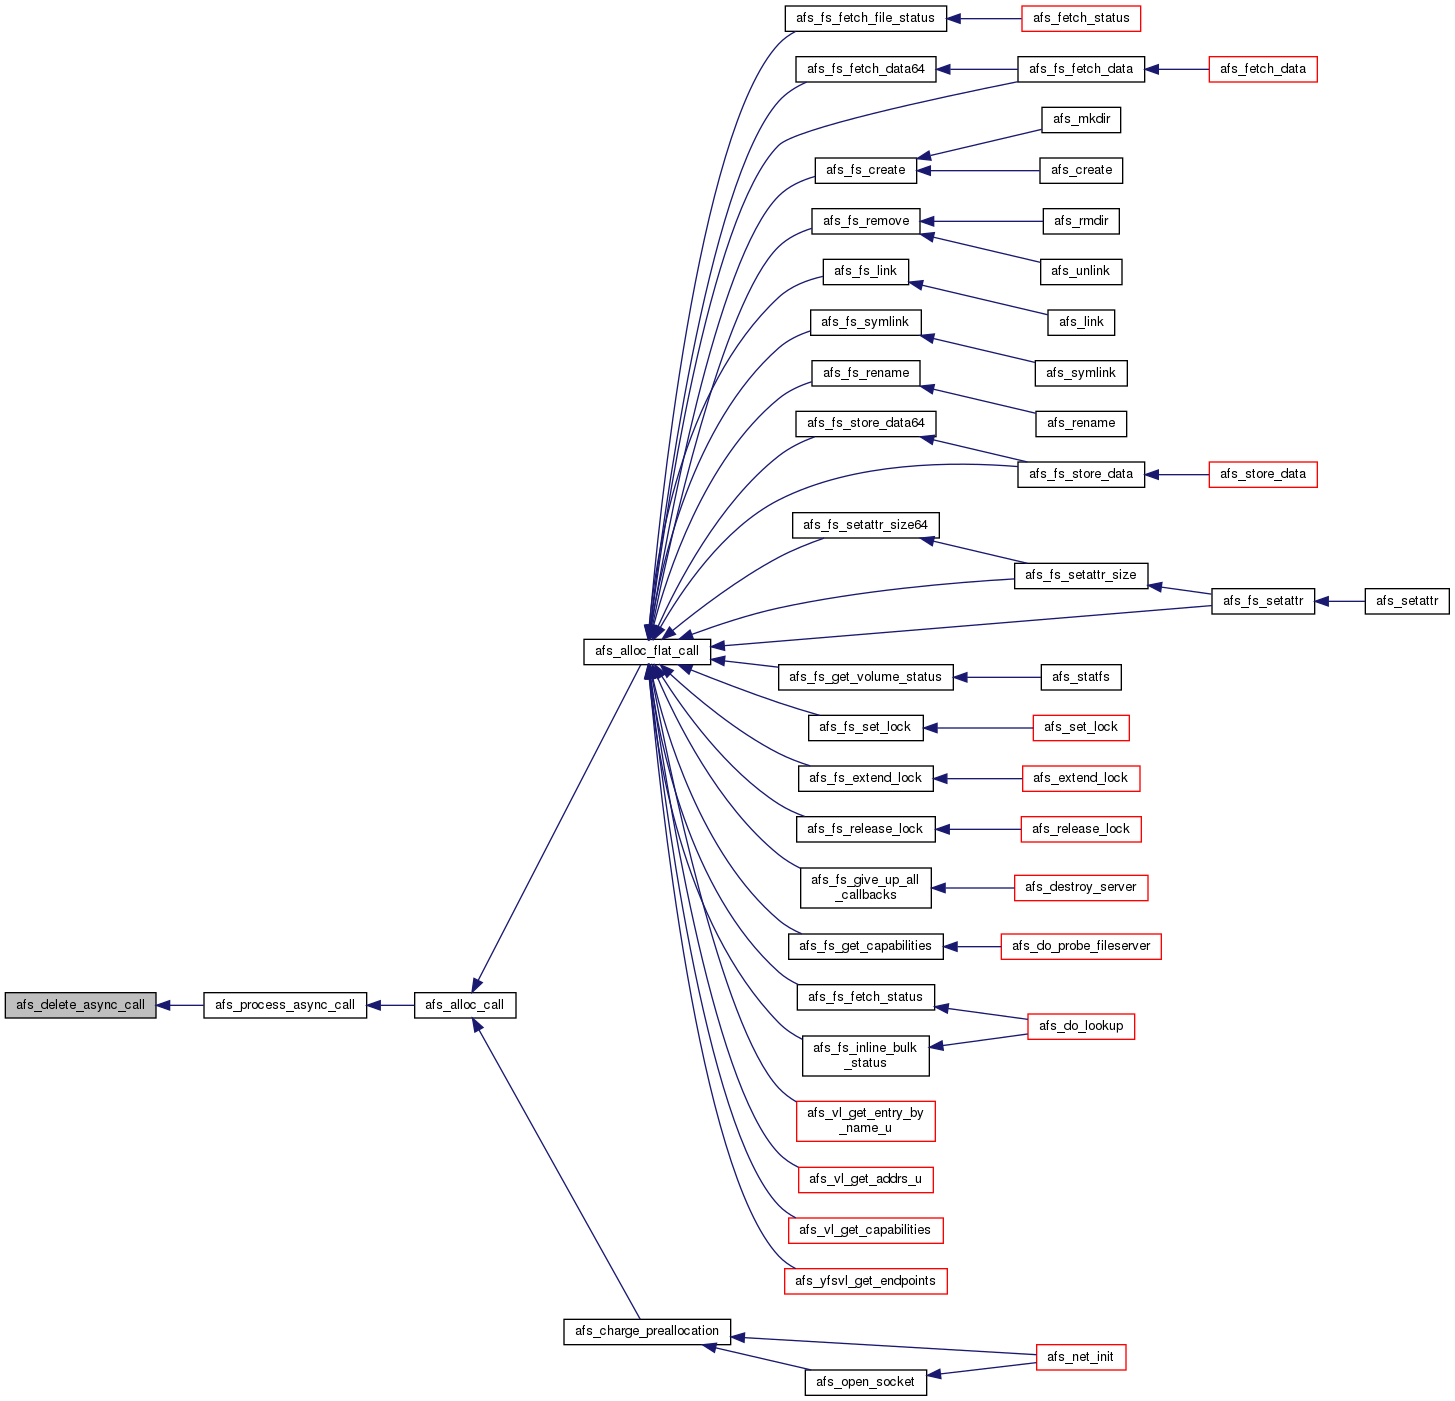 afs_fs_fetch_file_status
afs_fetch_status
afs_fs_fetch_data64
afs_fs_fetch_data
afs_fetch_data
afs_mkdir
afs_fs_create
afs_create
afs_fs_remove
afs_rmdir
afs_unlink
afs_fs_link
afs_link
afs_fs_symlink
afs_symlink
afs_fs_rename
afs_rename
afs_fs_store_data64
afs_fs_store_data
afs_store_data
afs_fs_setattr_size64
afs_fs_setattr_size
afs_fs_setattr
afs_setattr
afs_alloc_flat_call
afs_fs_get_volume_status
afs_statfs
afs_fs_set_lock
afs_set_lock
afs_fs_extend_lock
afs_extend_lock
afs_fs_release_lock
afs_release_lock
afs_fs_give_up_all
_callbacks
afs_destroy_server
afs_fs_get_capabilities
afs_do_probe_fileserver
afs_delete_async_call
afs_process_async_call
afs_alloc_call
afs_fs_fetch_status
afs_do_lookup
afs_fs_inline_bulk
_status
afs_vl_get_entry_by
_name_u
afs_vl_get_addrs_u
afs_vl_get_capabilities
afs_yfsvl_get_endpoints
afs_charge_preallocation
afs_net_init
afs_open_socket